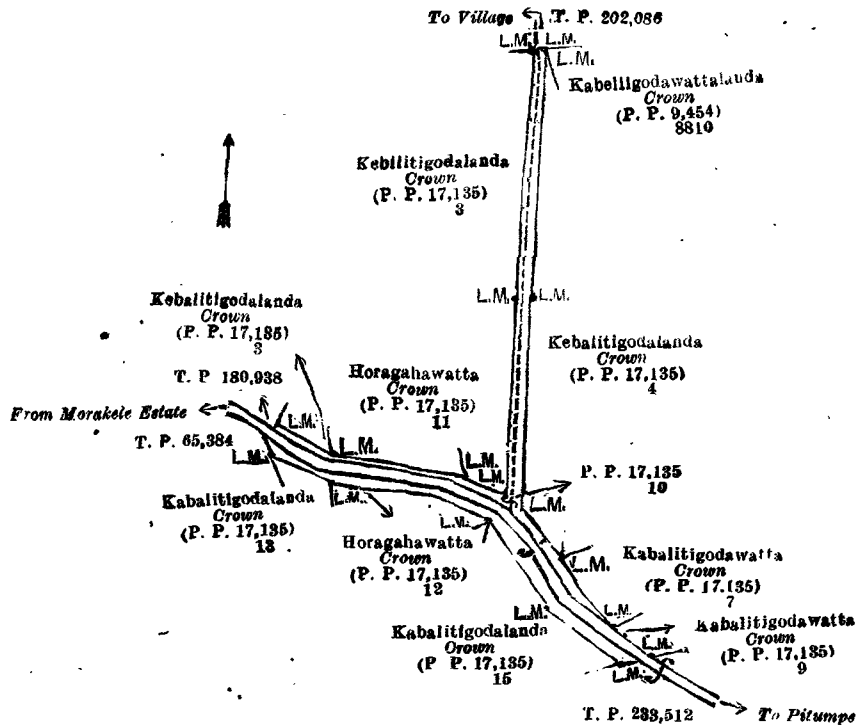 To Village T. P. 202,086
L.M. L.M.
L.M.
Kabelligodawattalanda
Crown
(P. P. 9,454)
8810
Kebilitigodalanda
Crown
(P. P. 17,135)
3
L.M. L.M.
Kebalitigodalanda
Crown
(P. P. 17,135)
3
Kebalitigodalanda
Crown
(P. P. 17,135)
4
T. P 180,938
Horagahawatta
Crown
(P. P. 17,135)
11
From Morakele Estate
L.M.
T. P. 65,384
L.M.
L.M.
L.M.
L.M.
P. P. 17,135
10
L.M.
L.M.
L.M.
Kabalitigodalanda
Crown
(P. P. 17,135)
13
Horagahawatta
Crown
(P. P. 17,135)
12
L.M.
L.M.
Kabalitigodawatta
Crown
(P. P. 17.135)
7
L.M.
L.M.
Kabalitigodalanda
Crown
(P P. 17,135)
15
L.M.
L.M.
Kabalitigodawatta
Crown
(P. P. 17,135)
9
T. P. 233,512
To Pitumpe